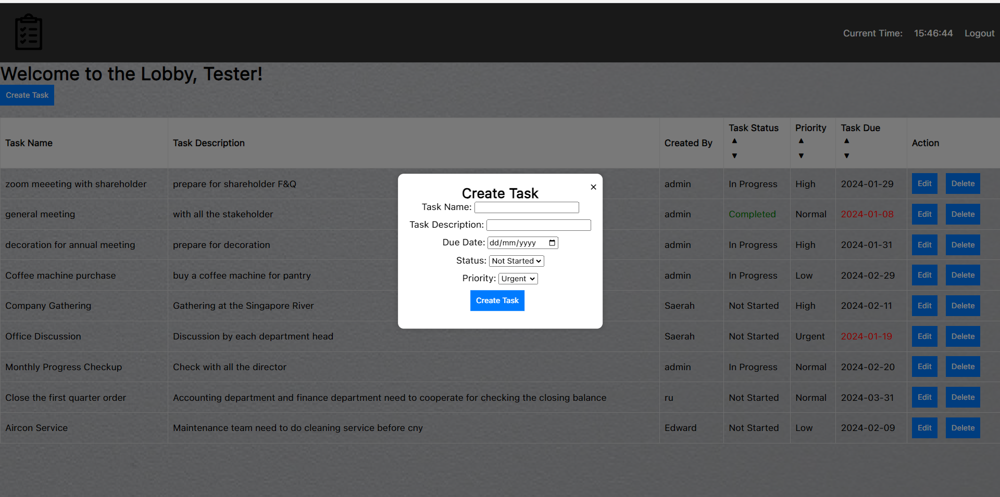 Current Time: 15:46:44 Logout
Welcome to the Lobby, Tester!
Create Task
Task Name Task Description Created By Task Status ▲ ▼ Priority ▲ ▼ Task Due ▲ ▼ Action
zoom meeeting with shareholder prepare for shareholder F&Q admin In Progress High 2024-01-29 Edit Delete
general meeting with all the stakeholder admin Completed Normal 2024-01-08 Edit Delete
decoration for annual meeting prepare for decoration admin In Progress High 2024-01-31 Edit Delete
Coffee machine purchase buy a coffee machine for pantry admin In Progress Low 2024-02-29 Edit Delete
Company Gathering Gathering at the Singapore River Saerah Not Started High 2024-02-11 Edit Delete
Office Discussion Discussion by each department head Saerah Not Started Urgent 2024-01-19 Edit Delete
Monthly Progress Checkup Check with all the director admin In Progress Normal 2024-02-20 Edit Delete
Close the first quarter order Accounting department and finance department need to cooperate for checking the closing balance ru Not Started Normal 2024-03-31 Edit Delete
Aircon Service Maintenance team need to do cleaning service before cny Edward Not Started Low 2024-02-09 Edit Delete
×
Create Task
Task Name:
Task Description:
Due Date: dd/mm/yyyy
Status: Not Started
Priority: Urgent
Create Task